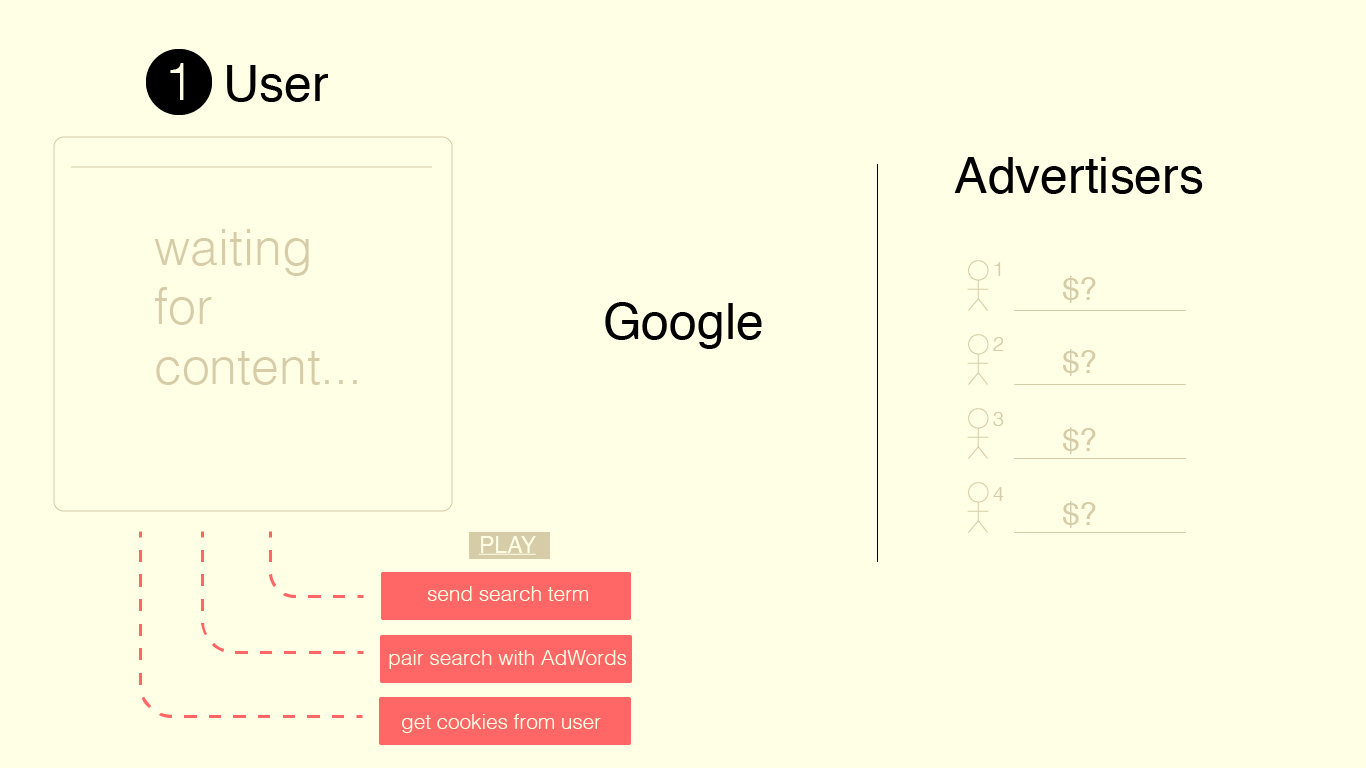 1 User
waiting
for
content...
Google
Advertisers
1 $?
2 $?
3 $?
4 $?
PLAY
send search term
pair search with AdWords
get cookies from user